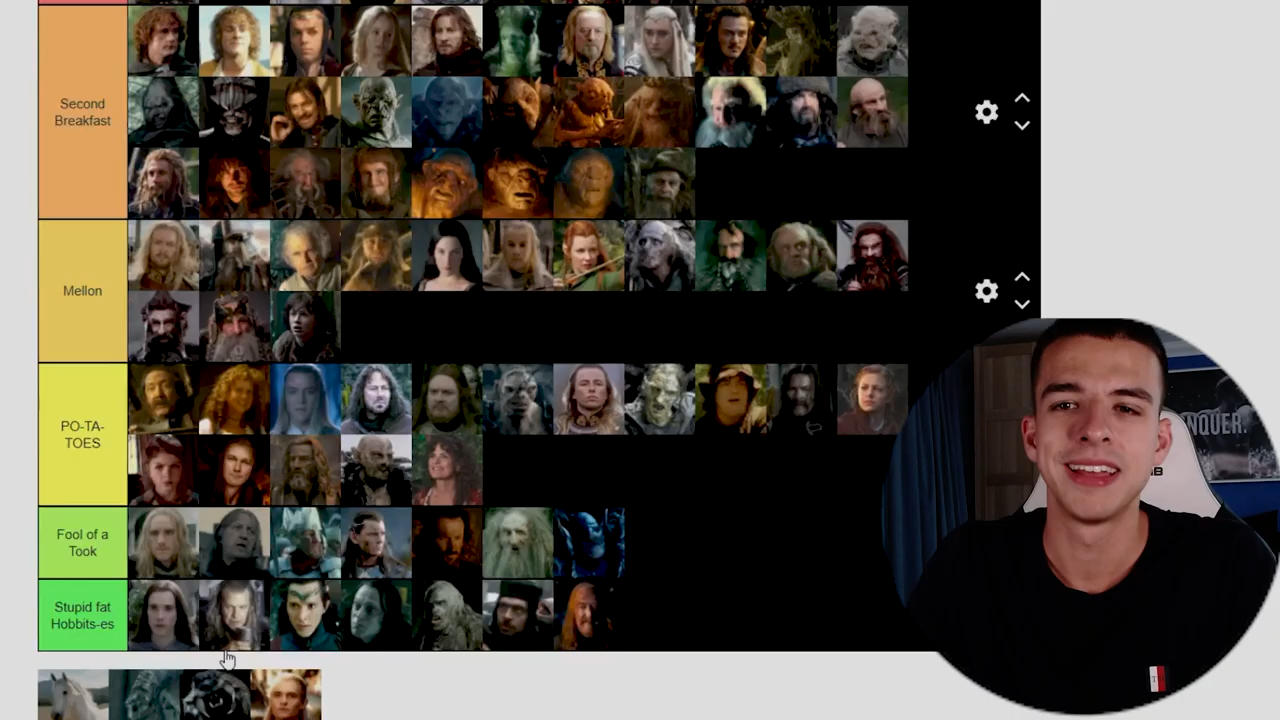 Second
Breakfast
Mellon
PO-TA-
TOES
Fool of a
Took
Stupid fat
Hobbits-es
NQUER.